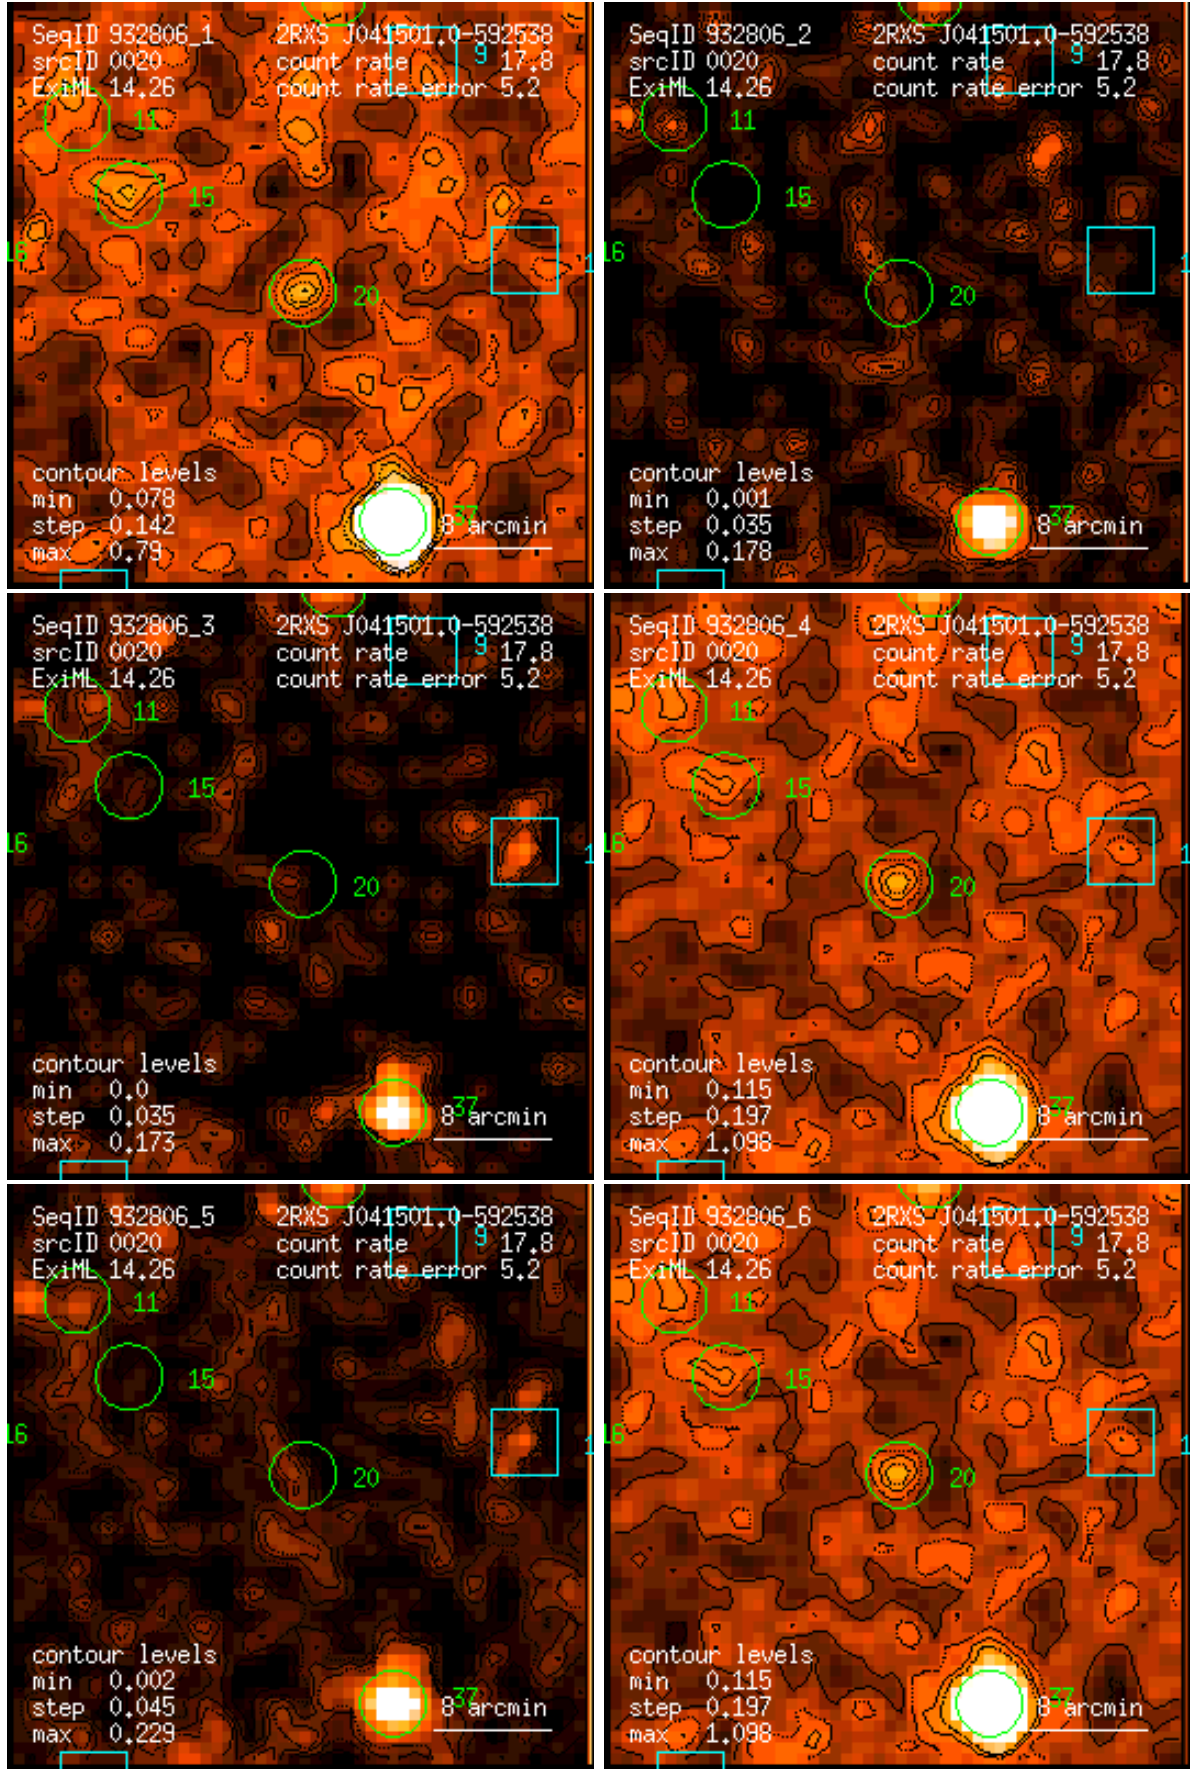 SeqID 932806_1 2RXS J041501.0-592538
srcID 0020 count rate 9 17.8
ExiML 14.26 count rate error 5.2
11
15
16
1
20
contour levels
min 0.078
step 0.142
max 0.79
37
8 arcmin
SeqID 932806_2 2RXS J041501.0-592538
srcID 0020 count rate 9 17.8
ExiML 14.26 count rate error 5.2
11
15
16
1
20
contour levels
min 0.001
step 0.035
max 0.178
37
8 arcmin
SeqID 932806_3 2RXS J041501.0-592538
srcID 0020 count rate 9 17.8
ExiML 14.26 count rate error 5.2
11
15
16
1
20
contour levels
min 0.0
step 0.035
max 0.173
37
8 arcmin
SeqID 932806_4 2RXS J041501.0-592538
srcID 0020 count rate 9 17.8
ExiML 14.26 count rate error 5.2
11
15
16
1
20
contour levels
min 0.115
step 0.197
max 1.098
37
8 arcmin
SeqID 932806_5 2RXS J041501.0-592538
srcID 0020 count rate 9 17.8
ExiML 14.26 count rate error 5.2
11
15
16
1
20
contour levels
min 0.002
step 0.045
max 0.229
37
8 arcmin
SeqID 932806_6 2RXS J041501.0-592538
srcID 0020 count rate 9 17.8
ExiML 14.26 count rate error 5.2
11
15
16
1
20
contour levels
min 0.115
step 0.197
max 1.098
37
8 arcmin